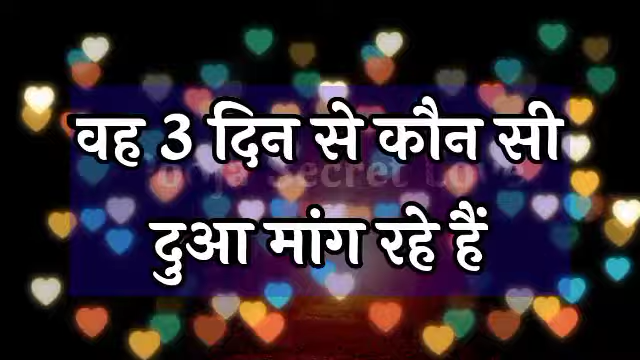 वह 3 दिन से कौन सी
दुआ मांग रहे हैं